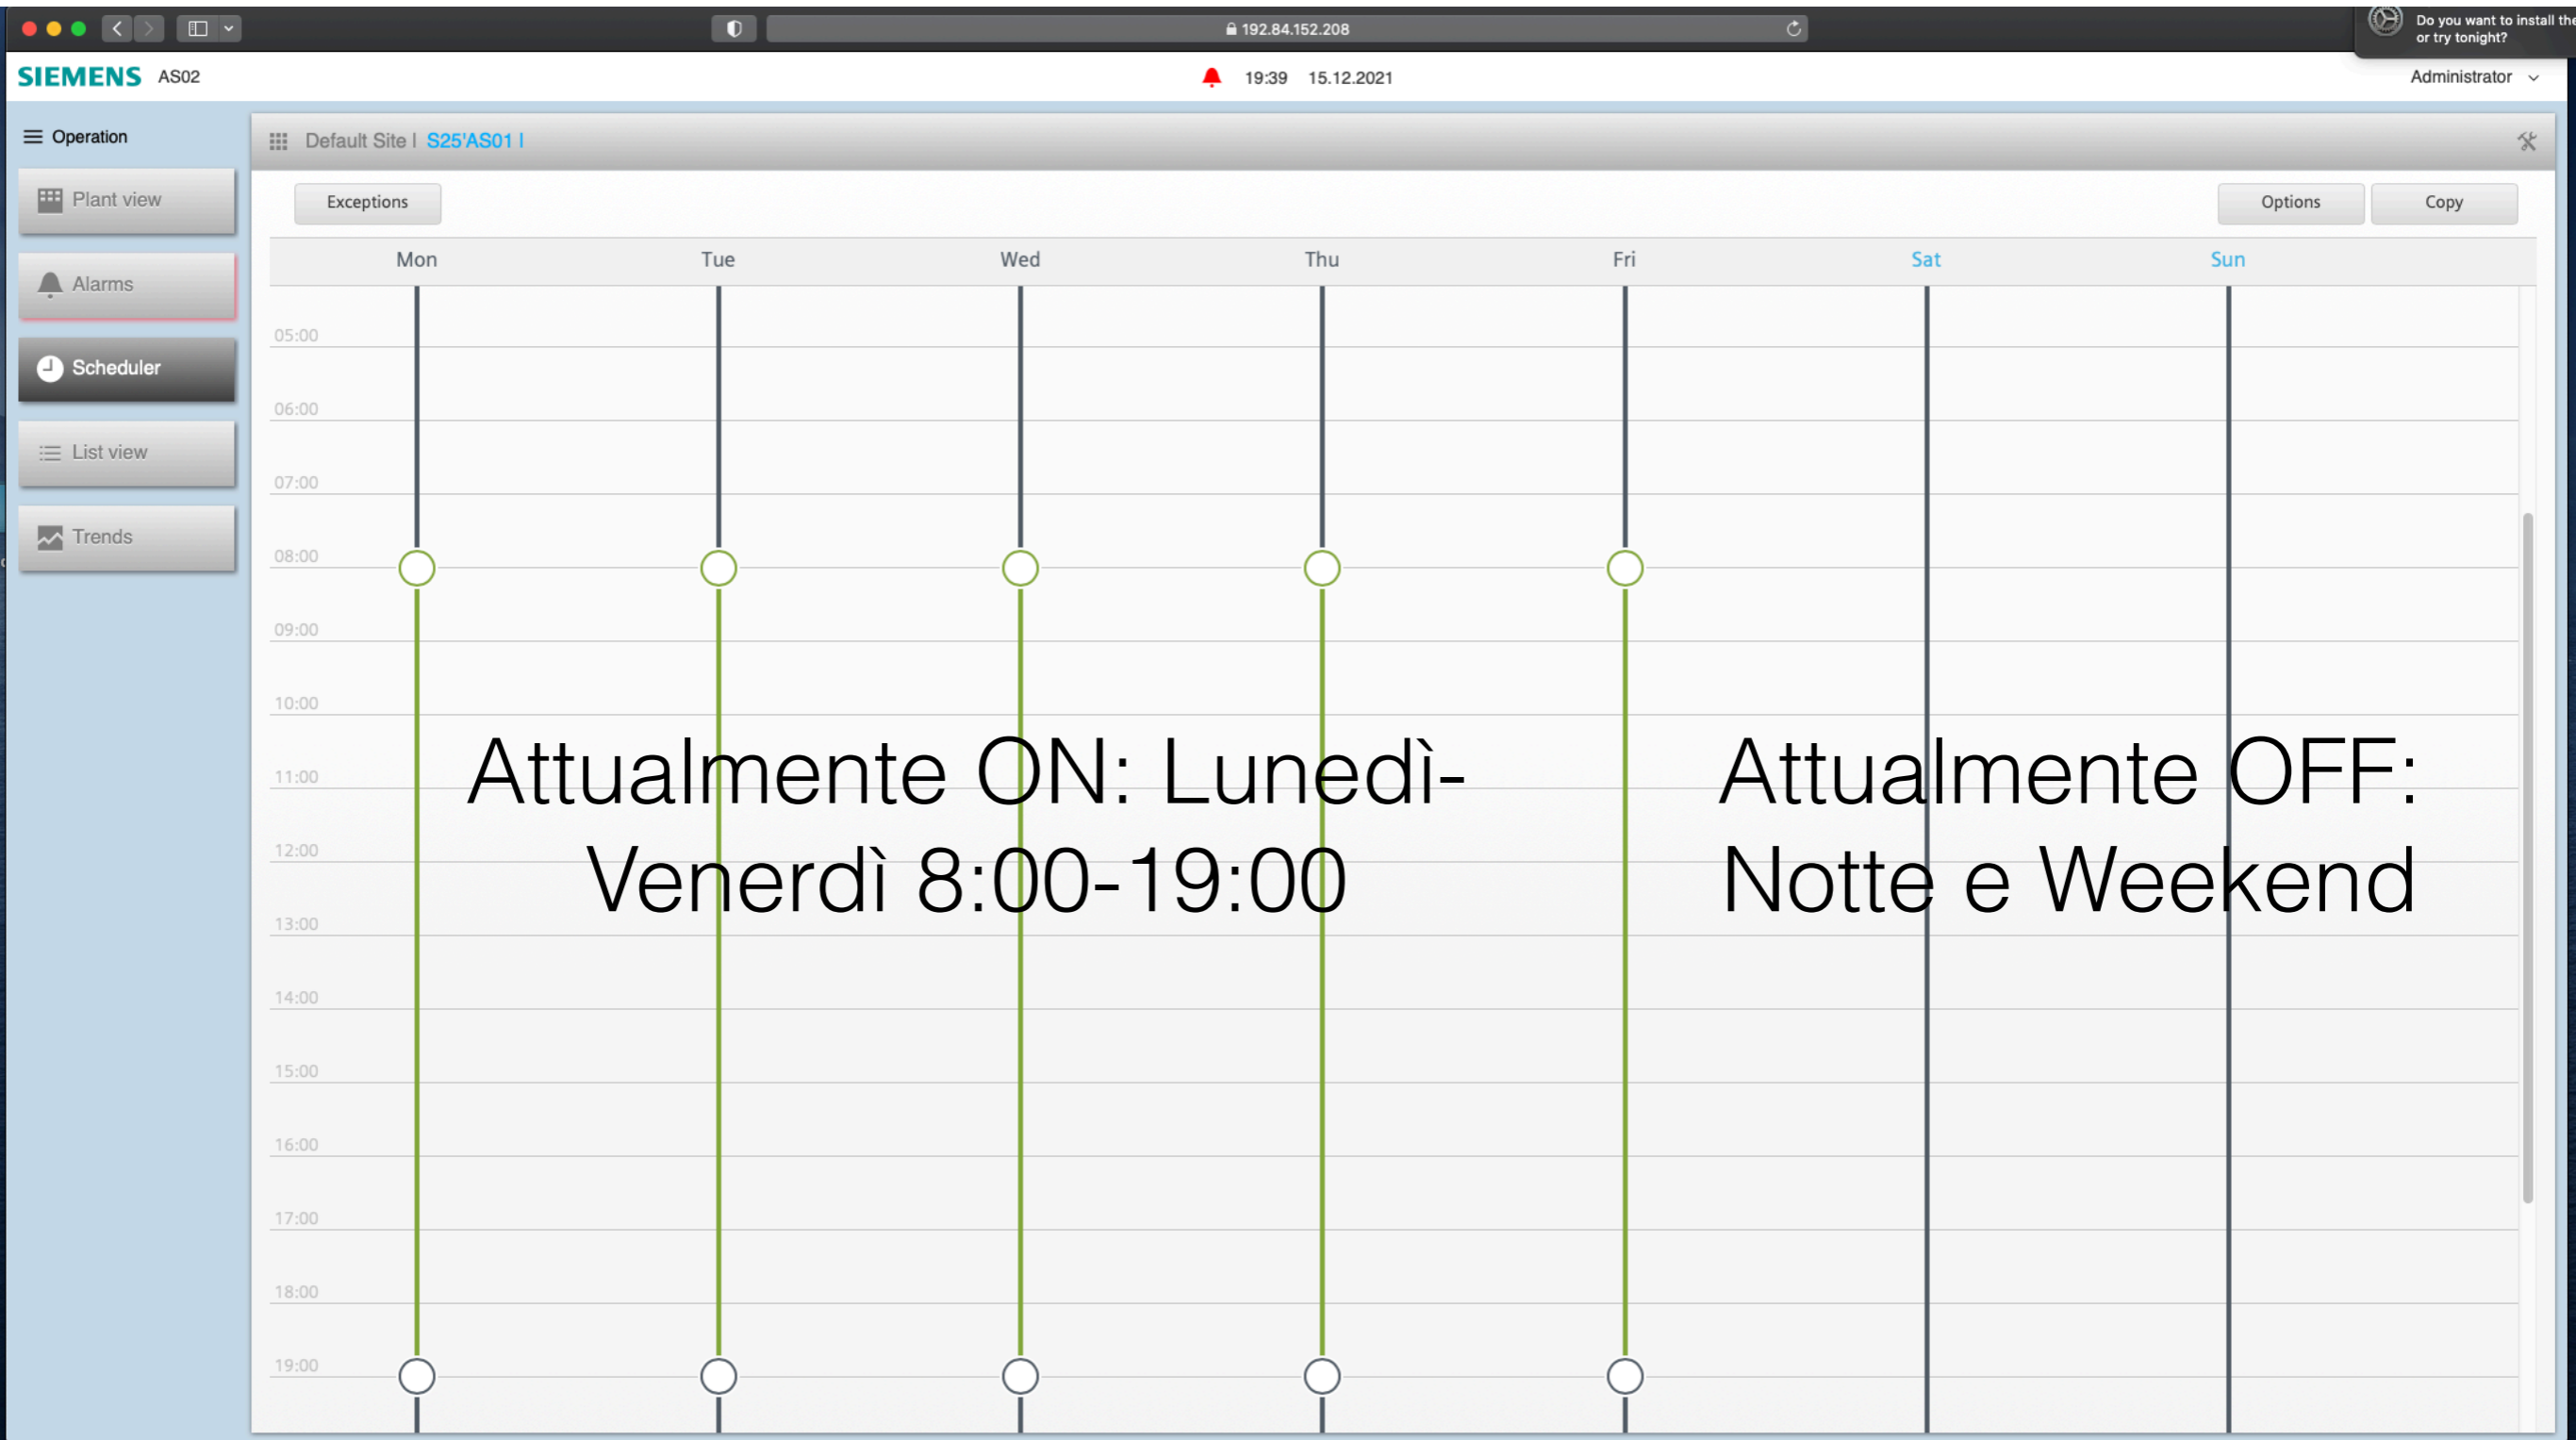 192.84.152.208
Do you want to install the
or try tonight?
SIEMENS AS02
19:39 15.12.2021
Administrator
Operation
Default Site | S25'AS01 |
Plant view
Exceptions
Options
Copy
Mon Tue Wed Thu Fri Sat Sun
Alarms
05:00
Scheduler
06:00
List view
07:00
Trends
08:00
09:00
10:00
Attualmente ON: Lunedì-
Venerdì 8:00-19:00
Attualmente OFF:
Notte e Weekend
11:00
12:00
13:00
14:00
15:00
16:00
17:00
18:00
19:00